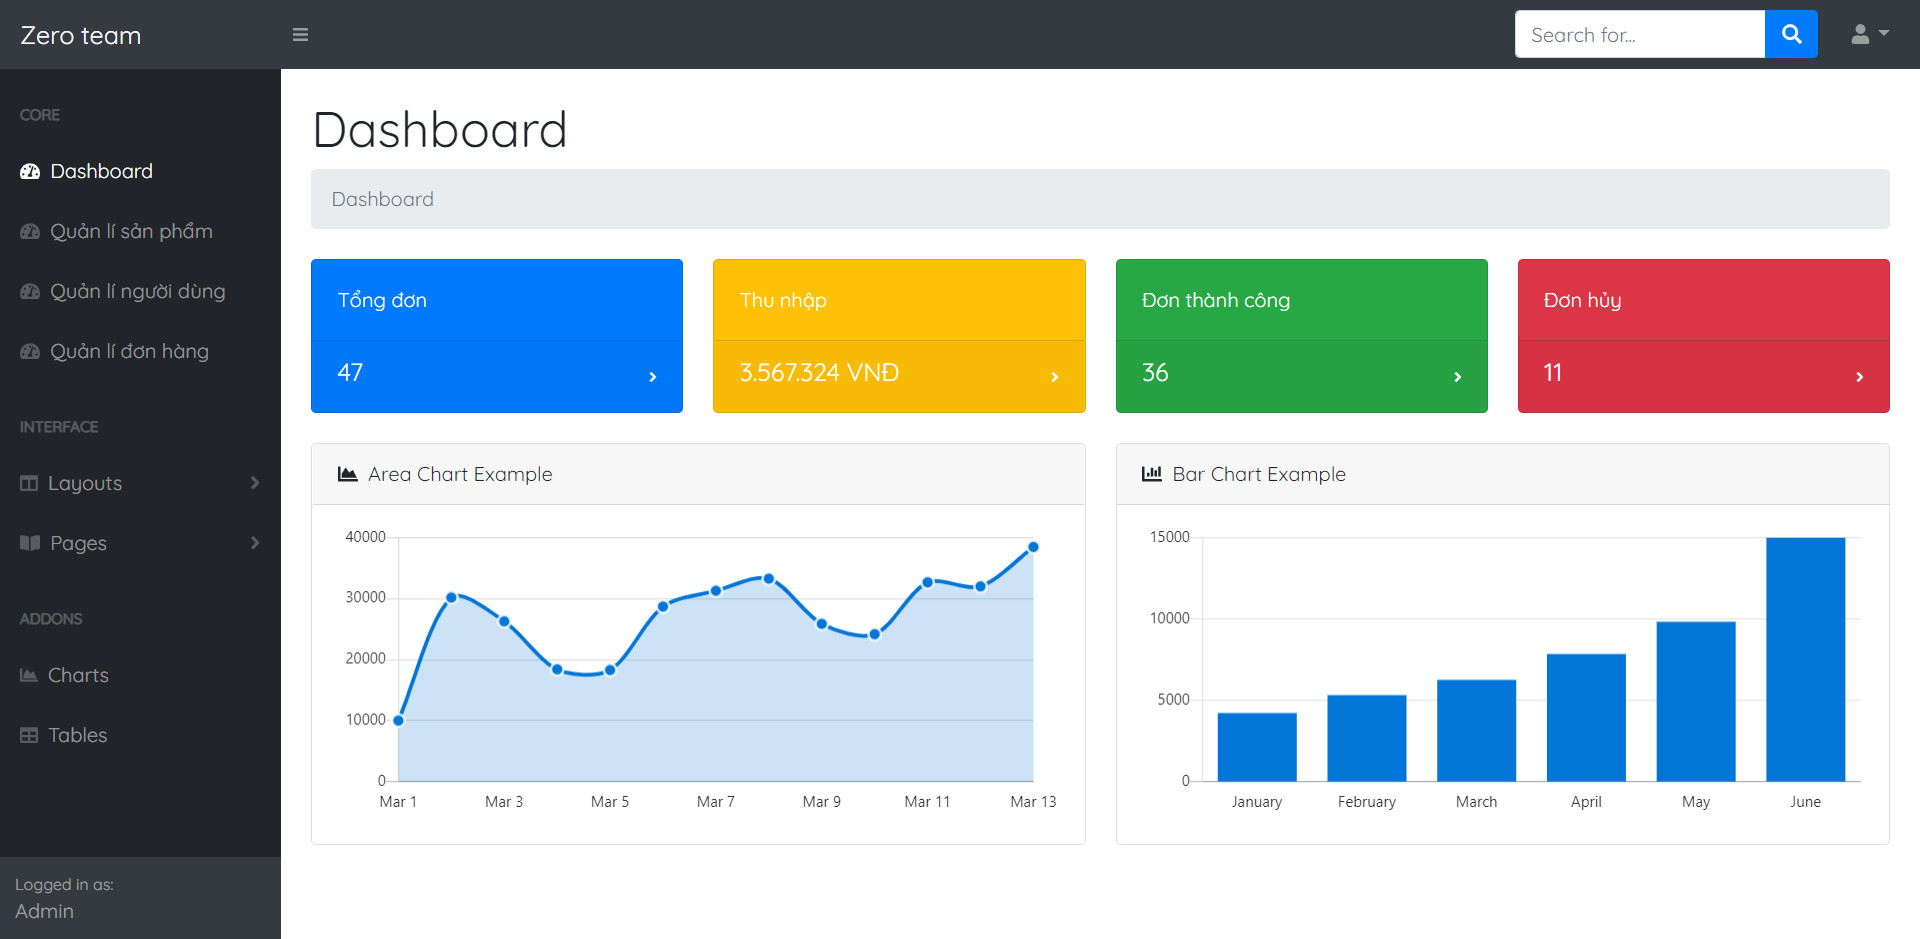 Zero team
Search for...
CORE
Dashboard
Quản lí sản phẩm
Quản lí người dùng
Quản lí đơn hàng
INTERFACE
Layouts
Pages
ADDONS
Charts
Tables
Logged in as:
Admin
Dashboard
Dashboard
Tổng đơn
47
Thu nhập
3.567.324 VNĐ
Đơn thành công
36
Đơn hủy
11
Area Chart Example
40000
30000
20000
10000
0
Mar 1 Mar 3 Mar 5 Mar 7 Mar 9 Mar 11 Mar 13
Bar Chart Example
15000
10000
5000
0
January February March April May June